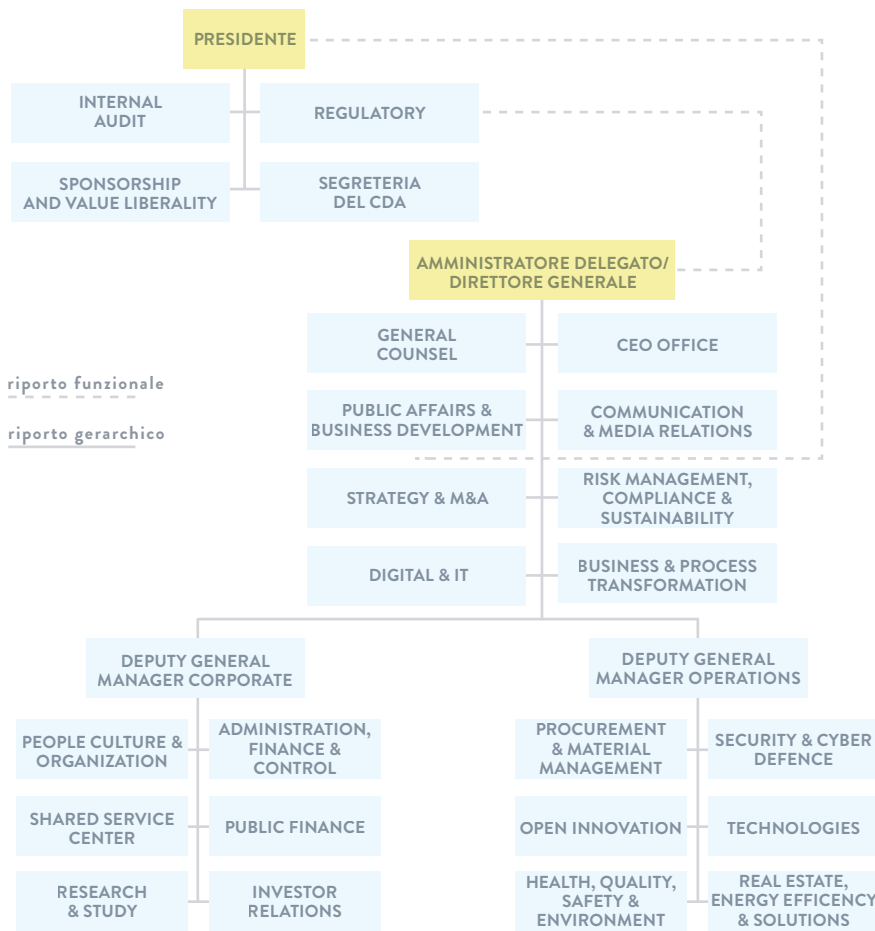 PRESIDENTE
INTERNAL
AUDIT
REGULATORY
SPONSORSHIP
AND VALUE LIBERALITY
SEGRETERIA
DEL CDA
AMMINISTRATORE DELEGATO/
DIRETTORE GENERALE
GENERAL
COUNSEL
CEO OFFICE
riporto funzionale
riporto gerarchico
PUBLIC AFFAIRS &
BUSINESS DEVELOPMENT
COMMUNICATION
& MEDIA RELATIONS
STRATEGY & M&A
RISK MANAGEMENT,
COMPLIANCE &
SUSTAINABILITY
DIGITAL & IT
BUSINESS & PROCESS
TRANSFORMATION
DEPUTY GENERAL
MANAGER CORPORATE
DEPUTY GENERAL
MANAGER OPERATIONS
PEOPLE CULTURE &
ORGANIZATION
ADMINISTRATION,
FINANCE &
CONTROL
PROCUREMENT
& MATERIAL
MANAGEMENT
SECURITY & CYBER
DEFENCE
SHARED SERVICE
CENTER
PUBLIC FINANCE
OPEN INNOVATION
TECHNOLOGIES
RESEARCH
& STUDY
INVESTOR
RELATIONS
HEALTH, QUALITY,
SAFETY &
ENVIRONMENT
REAL ESTATE,
ENERGY EFFICENCY
& SOLUTIONS